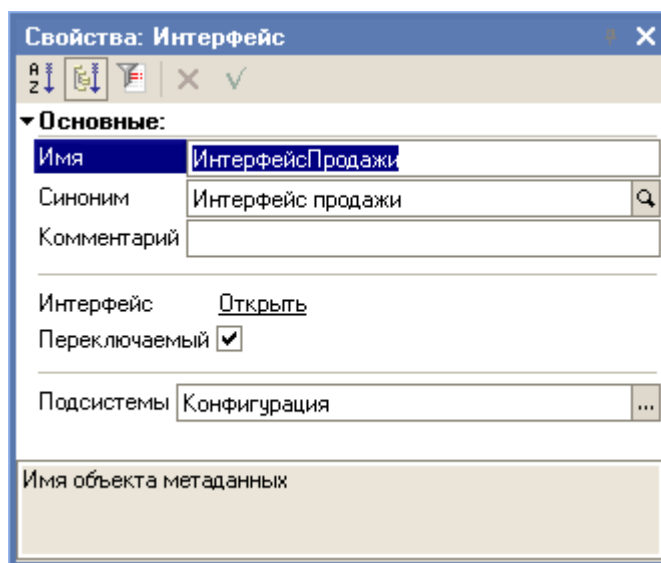 Свойства: Интерфейс
Основные:
Имя ИнтерфейсПродажи
Синоним Интерфейс продажи
Комментарий
Интерфейс Открыть
Переключаемый
Подсистемы Конфигурация ...
Имя объекта метаданных